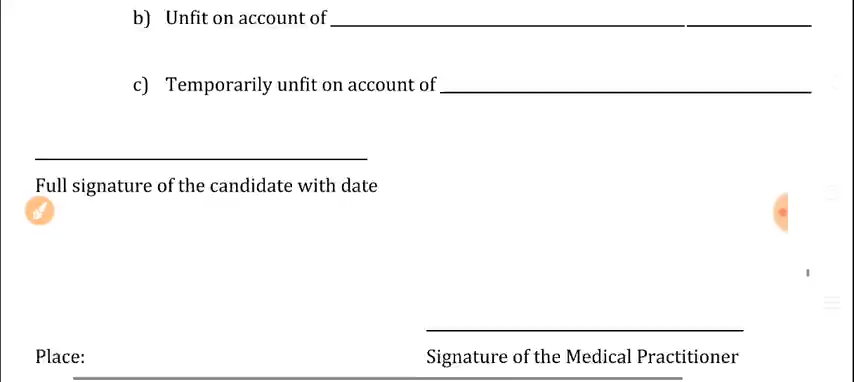 b) Unfit on account of
c) Temporarily unfit on account of
Full signature of the candidate with date
Place:
Signature of the Medical Practitioner